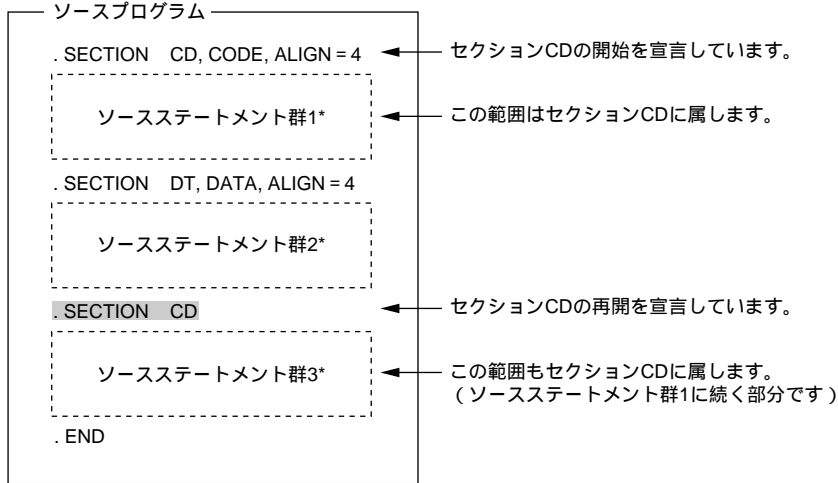 ソースプログラム
. SECTION CD, CODE, ALIGN = 4
セクションCDの開始を宣言しています。
ソースステートメント群1*
この範囲はセクションCDに属します。
. SECTION DT, DATA, ALIGN = 4
ソースステートメント群2*
. SECTION CD
セクションCDの再開を宣言しています。
ソースステートメント群3*
この範囲もセクションCDに属します。
（ソースステートメント群1に続く部分です）
. END